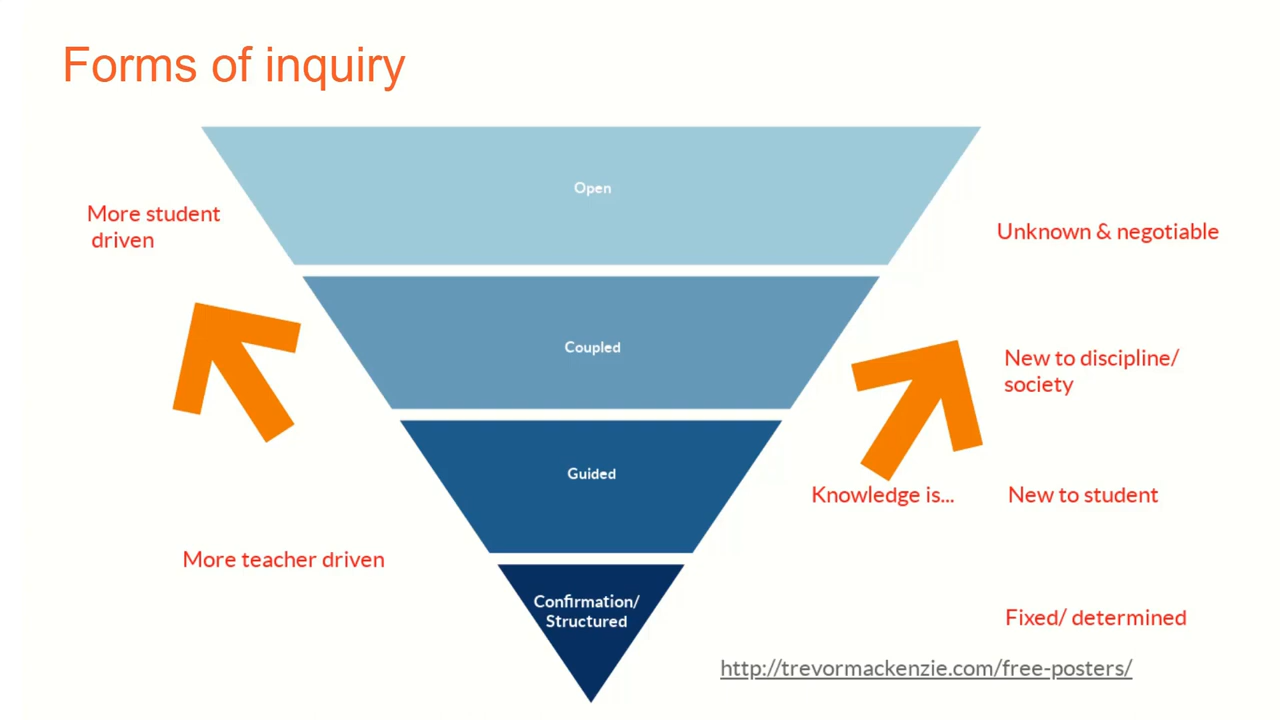 Forms of inquiry
Open
More student
driven
Unknown & negotiable
Coupled
New to discipline/
society
Guided
Knowledge is...
New to student
More teacher driven
Confirmation/
Structured
Fixed/ determined
http://trevormackenzie.com/free-posters/